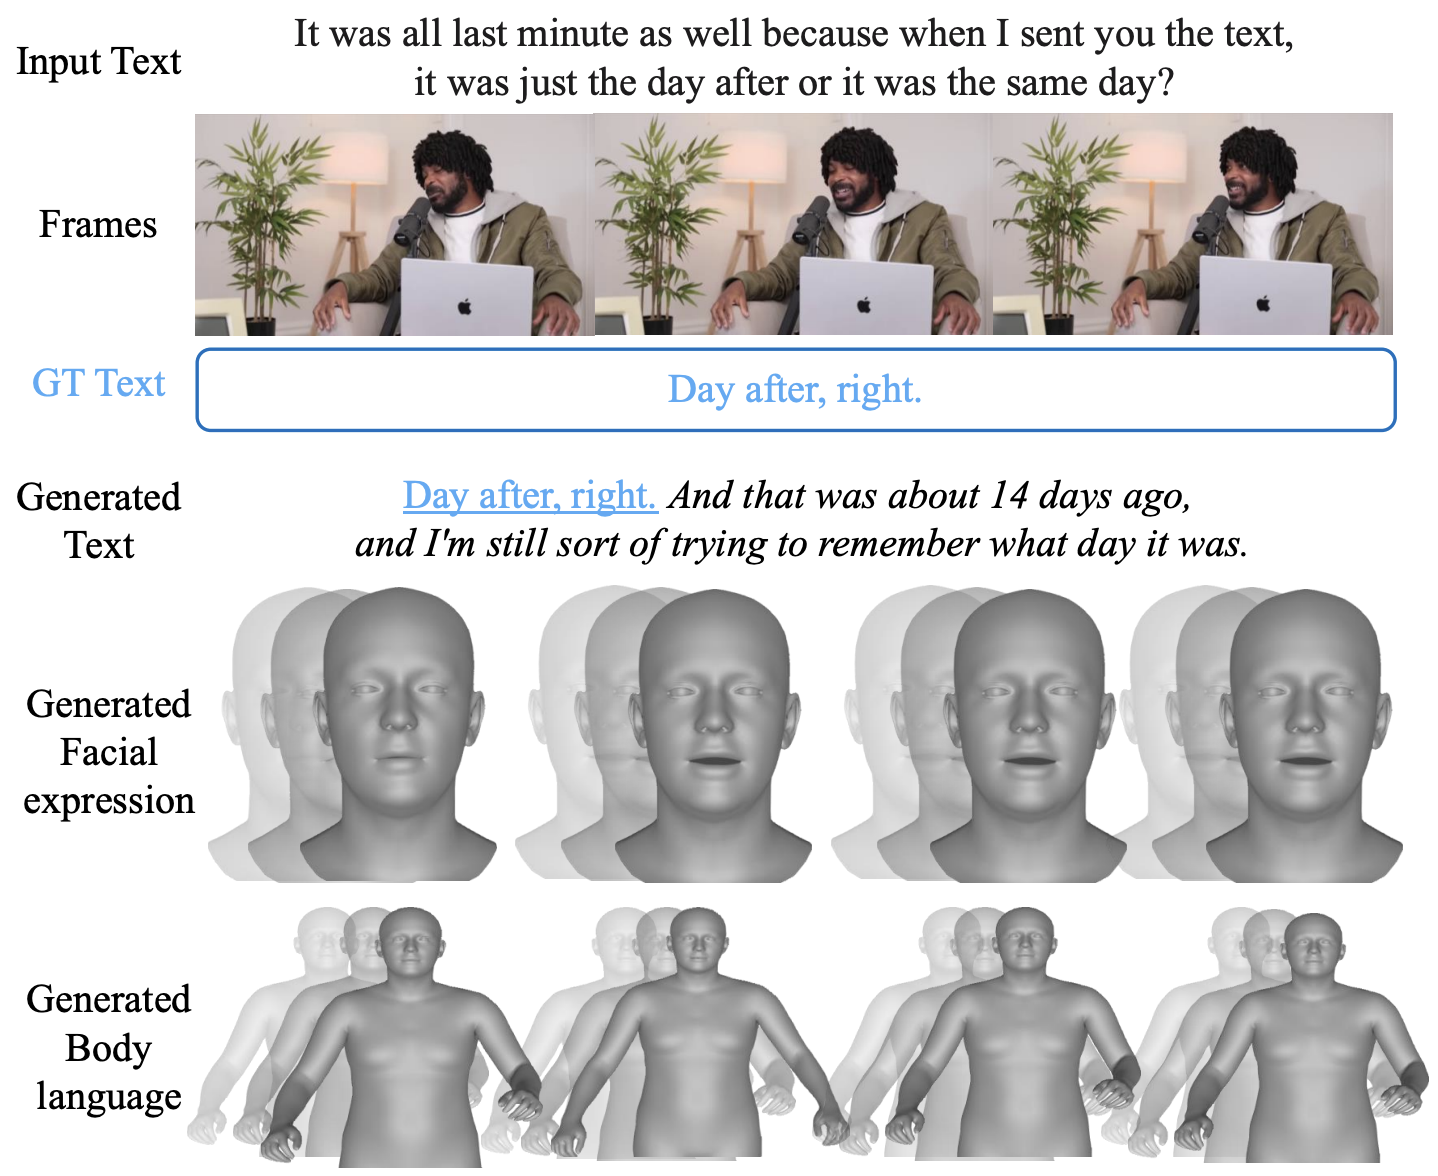 Input Text
It was all last minute as well because when I sent you the text,
it was just the day after or it was the same day?
Frames
GT Text
Day after, right.
Generated
Text
Day after, right. And that was about 14 days ago,
and I'm still sort of trying to remember what day it was.
Generated
Facial
expression
Generated
Body
language